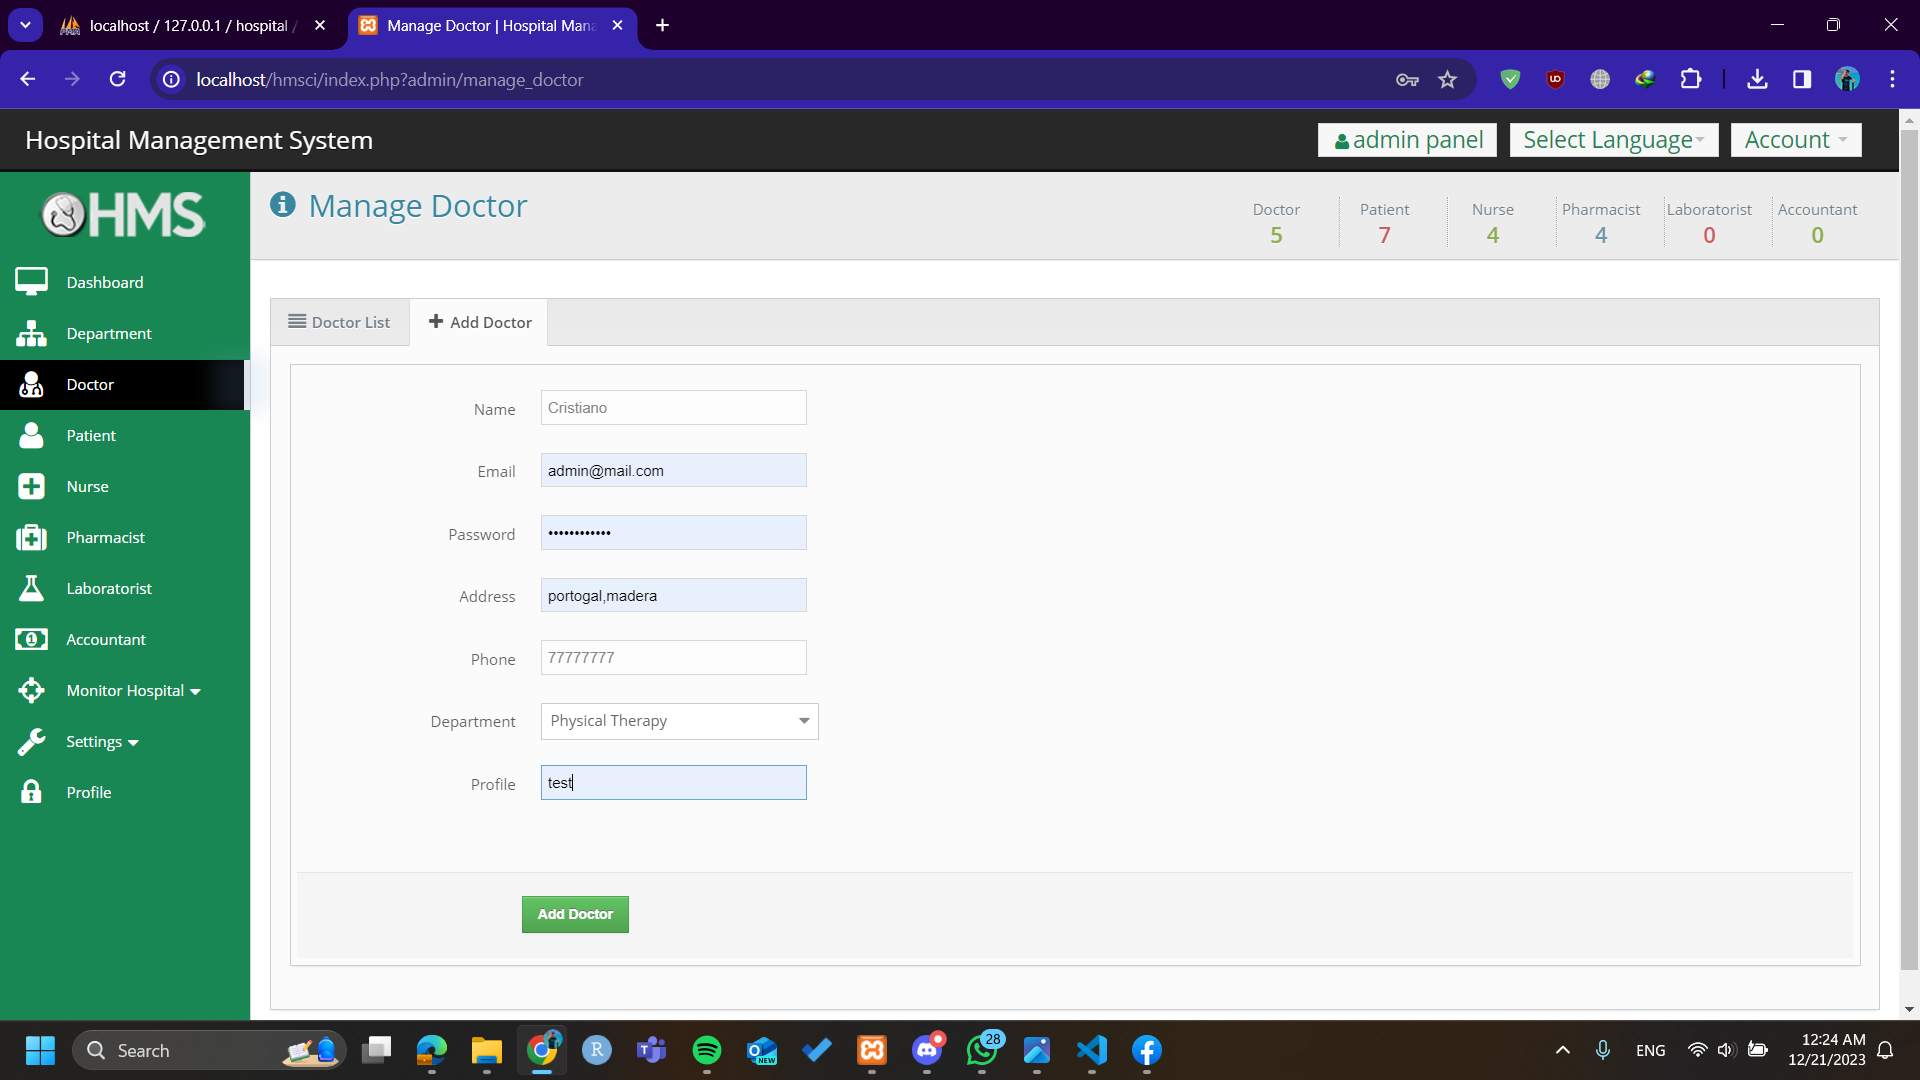 localhost / 127.0.0.1 / hospital /
Manage Doctor | Hospital Mana
localhost/hmsci/index.php?admin/manage_doctor
Hospital Management System
admin panel
Select Language
Account
HMS
Manage Doctor
Doctor
5
Patient
7
Nurse
4
Pharmacist
4
Laboratorist
0
Accountant
0
Dashboard
Department
Doctor
Patient
Nurse
Pharmacist
Laboratorist
Accountant
Monitor Hospital
Settings
Profile
Doctor List
Add Doctor
Name Cristiano
Email admin@mail.com
Password ••••••••••••
Address portogal,madera
Phone 77777777
Department Physical Therapy
Profile test
Add Doctor
Search
R
NEW
28
ENG
12:24 AM
12/21/2023